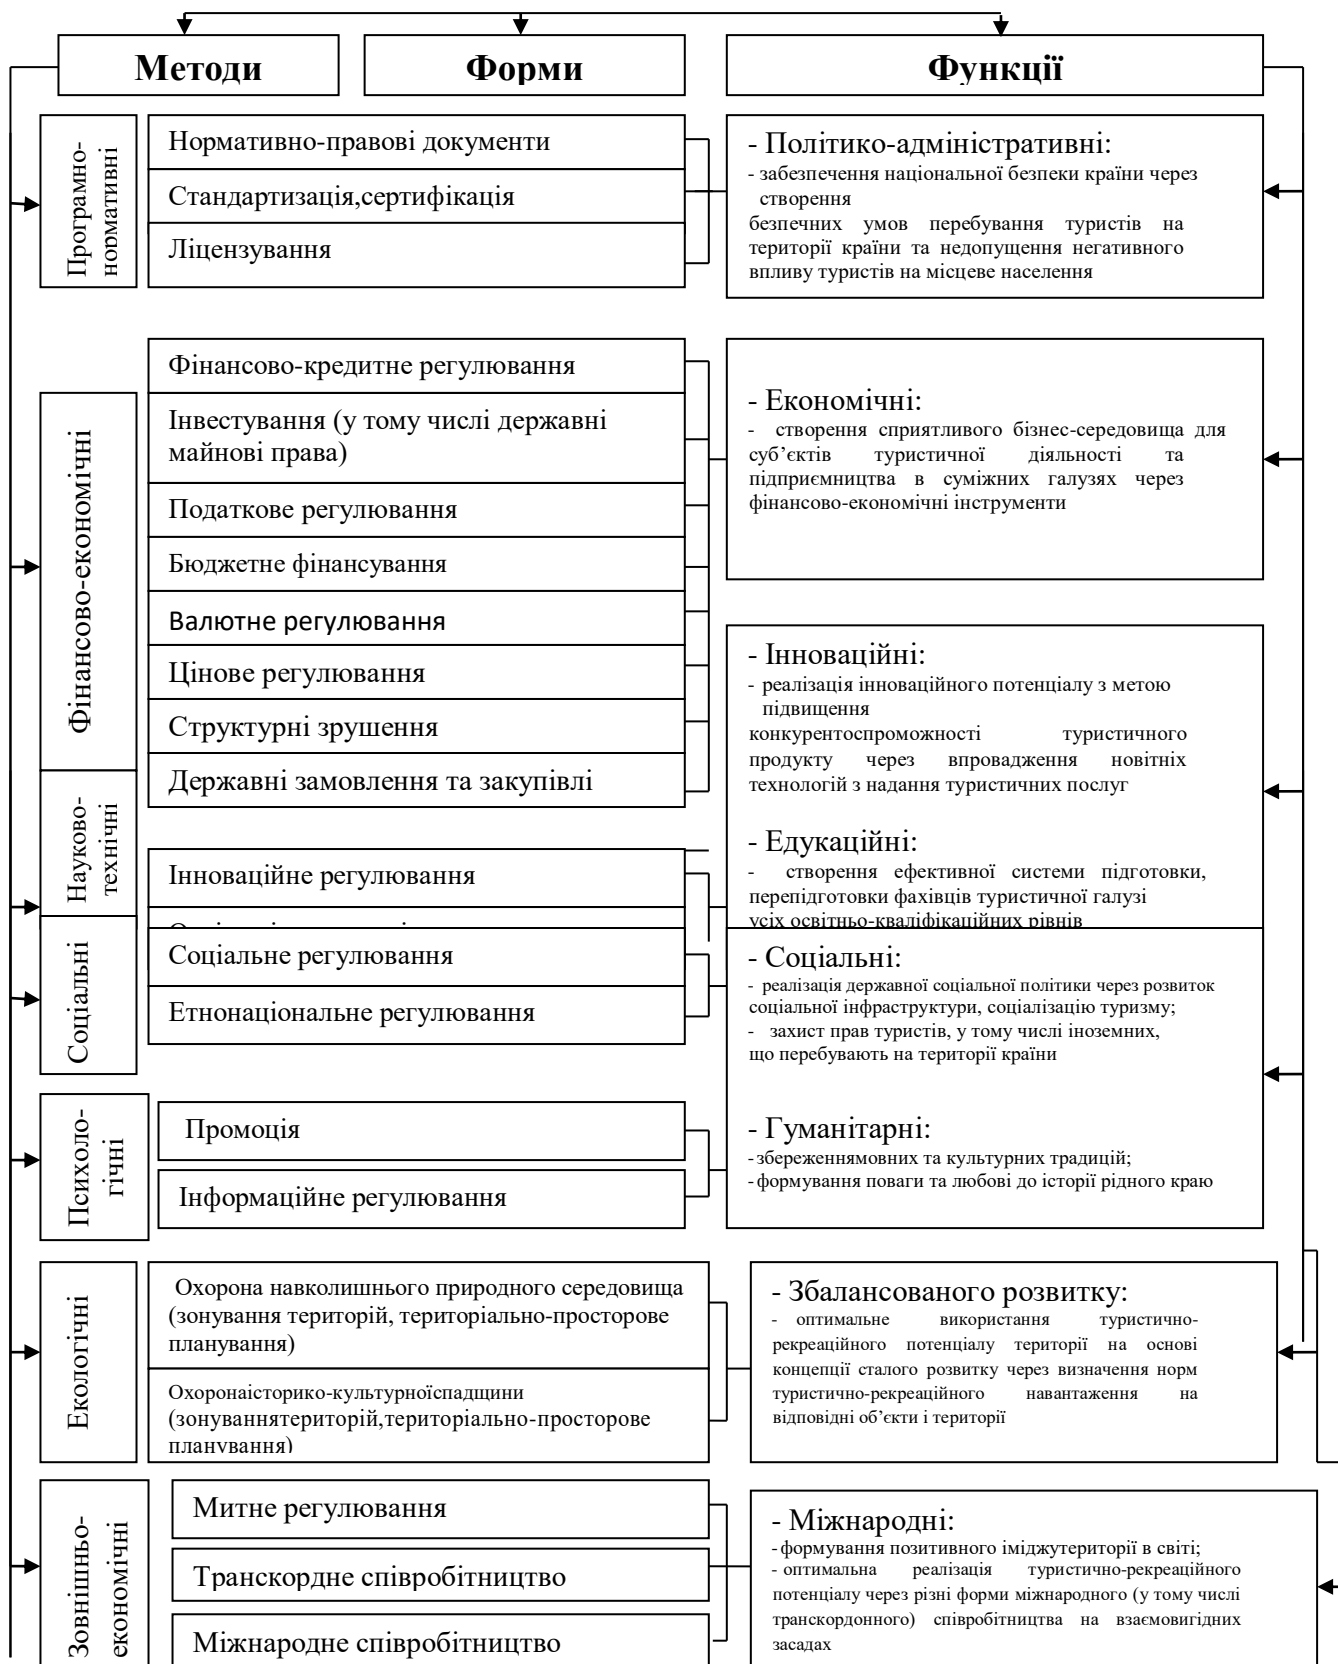 Методи
Форми
Функції
Програмно-
нормативні
Нормативно-правові документи
Стандартизація,сертифікація
Ліцензування
- Політико-адміністративні:
- забезпечення національної безпеки країни через
створення
безпечних умов перебування туристів на
території країни та недопущення негативного
впливу туристів на місцеве населення
Фінансово-економічні
Фінансово-кредитне регулювання
Інвестування (у тому числі державні
майнові права)
Податкове регулювання
Бюджетне фінансування
Валютне регулювання
Цінове регулювання
Структурні зрушення
Державні замовлення та закупівлі
- Економічні:
- створення сприятливого бізнес-середовища для
суб’єктів туристичної діяльності та
підприємництва в суміжних галузях через
фінансово-економічні інструменти
Науково-
технічні
Інноваційне регулювання
- Інноваційні:
- реалізація інноваційного потенціалу з метою
підвищення
конкурентоспроможності туристичного
продукту через впровадження новітніх
технологій з надання туристичних послуг
- Едукаційні:
- створення ефективної системи підготовки,
перепідготовки фахівців туристичної галузі
усіх освітньо-кваліфікаційних рівнів
Соціальні
Соціальне регулювання
Етнонаціональне регулювання
- Соціальні:
- реалізація державної соціальної політики через розвиток
соціальної інфраструктури, соціалізацію туризму;
- захист прав туристів, у тому числі іноземних,
що перебувають на території країни
Психоло-
гічні
Промоція
Інформаційне регулювання
- Гуманітарні:
- збереженнямовних та культурних традицій;
- формування поваги та любові до історії рідного краю
Екологічні
Охорона навколишнього природного середовища
(зонування територій, територіально-просторове
планування)
Охоронаісторико-культурноїспадщини
(зонуваннятериторій,територіально-просторове
планування)
- Збалансованого розвитку:
- оптимальне використання туристично-
рекреаційного потенціалу території на основі
концепції сталого розвитку через визначення норм
туристично-рекреаційного навантаження на
відповідні об’єкти і території
Зовнішньо-
економічні
Митне регулювання
Транскордне співробітництво
Міжнародне співробітництво
- Міжнародні:
- формування позитивного іміджутериторії в світі;
- оптимальна реалізація туристично-рекреаційного
потенціалу через різні форми міжнародного (у тому числі
транскордонного) співробітництва на взаємовигідних
засадах